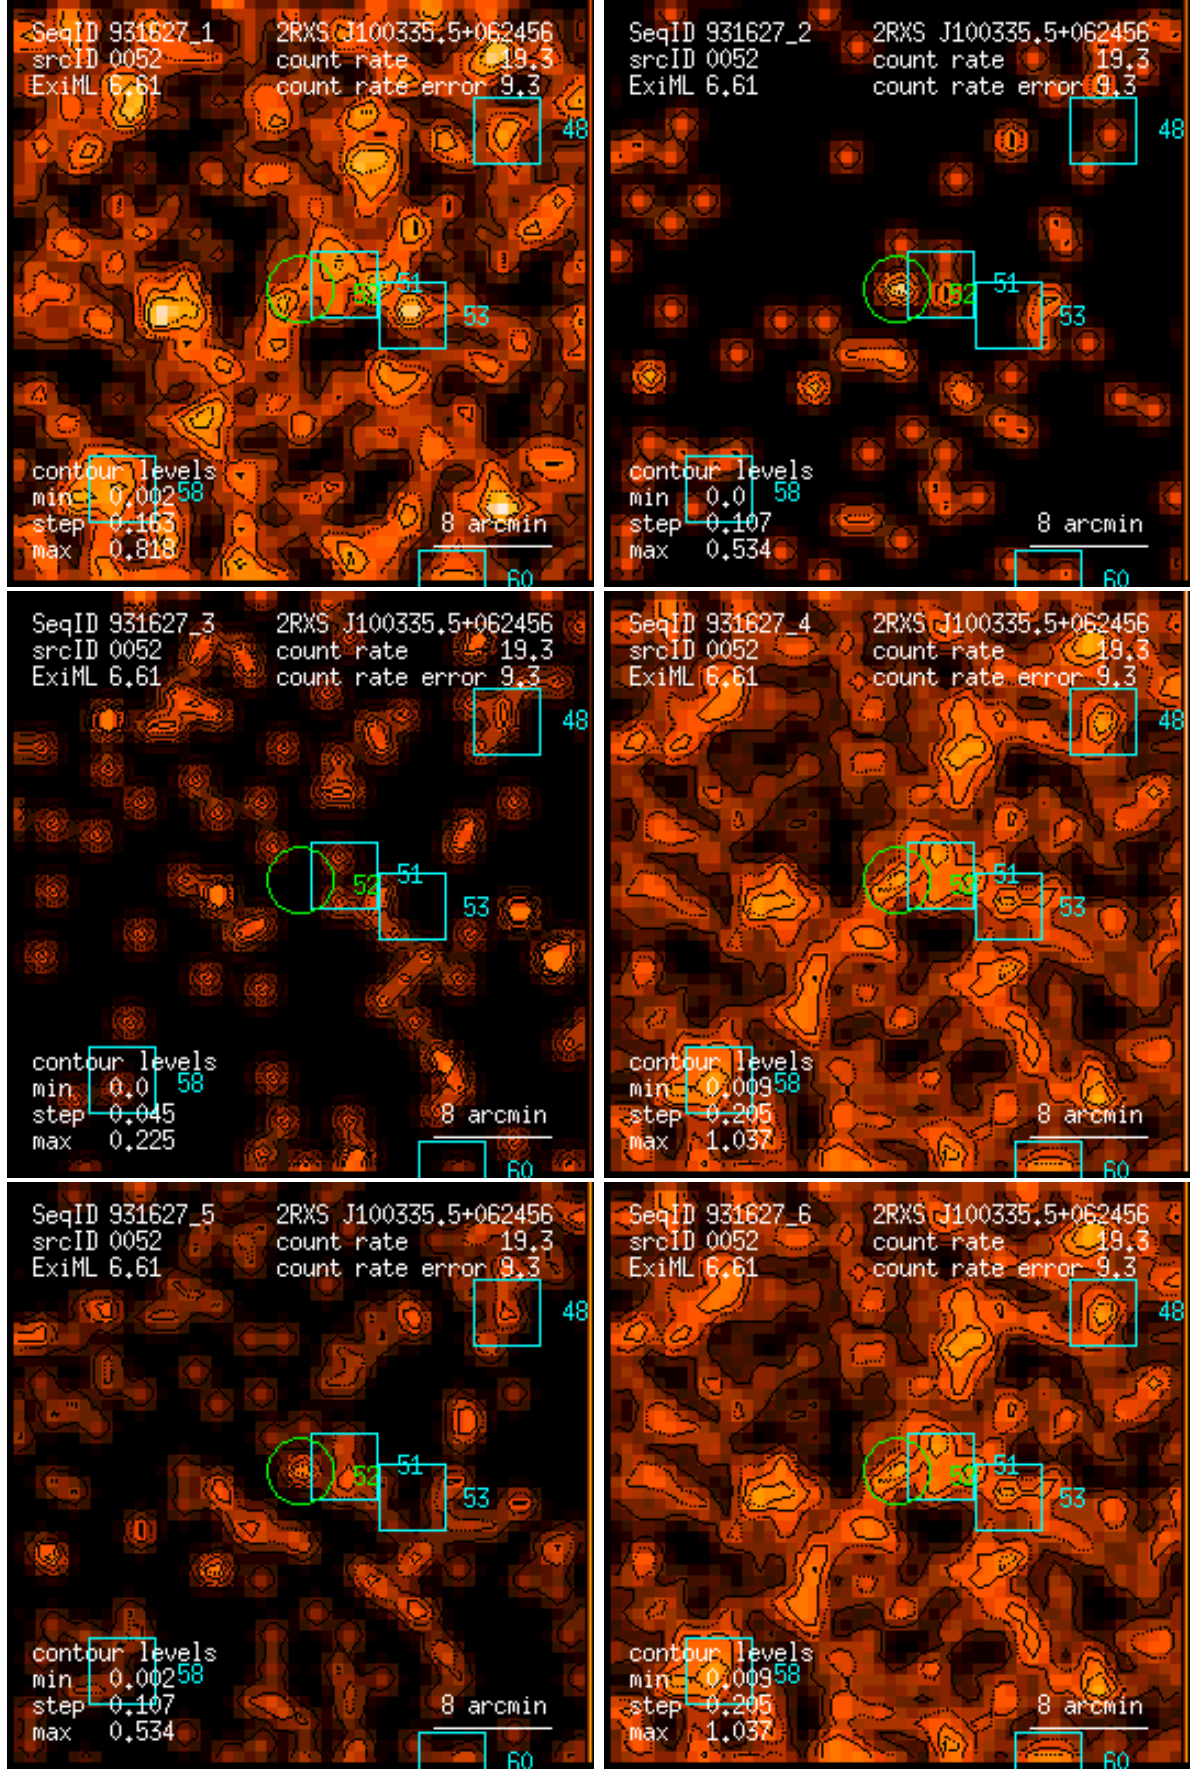 SeqID 931627_1 2RXS J100335.5+062456
srcID 0052 count rate 19.3
ExiML 6.61 count rate error 9.3
48
51
52
53
contour levels
58
min 0.002
step 0.163
max 0.818
8 arcmin
60
SeqID 931627_2 2RXS J100335.5+062456
srcID 0052 count rate 19.3
ExiML 6.61 count rate error 9.3
48
51
52
53
contour levels
58
min 0.0
step 0.107
max 0.534
8 arcmin
60
SeqID 931627_3 2RXS J100335.5+062456
srcID 0052 count rate 19.3
ExiML 6.61 count rate error 9.3
48
51
52
53
contour levels
58
min 0.0
step 0.045
max 0.225
8 arcmin
60
SeqID 931627_4 2RXS J100335.5+062456
srcID 0052 count rate 19.3
ExiML 6.61 count rate error 9.3
48
51
52
53
contour levels
58
min 0.009
step 0.205
max 1.037
8 arcmin
60
SeqID 931627_5 2RXS J100335.5+062456
srcID 0052 count rate 19.3
ExiML 6.61 count rate error 9.3
48
51
52
53
contour levels
58
min 0.002
step 0.107
max 0.534
8 arcmin
60
SeqID 931627_6 2RXS J100335.5+062456
srcID 0052 count rate 19.3
ExiML 6.61 count rate error 9.3
48
51
52
53
contour levels
58
min 0.009
step 0.205
max 1.037
8 arcmin
60